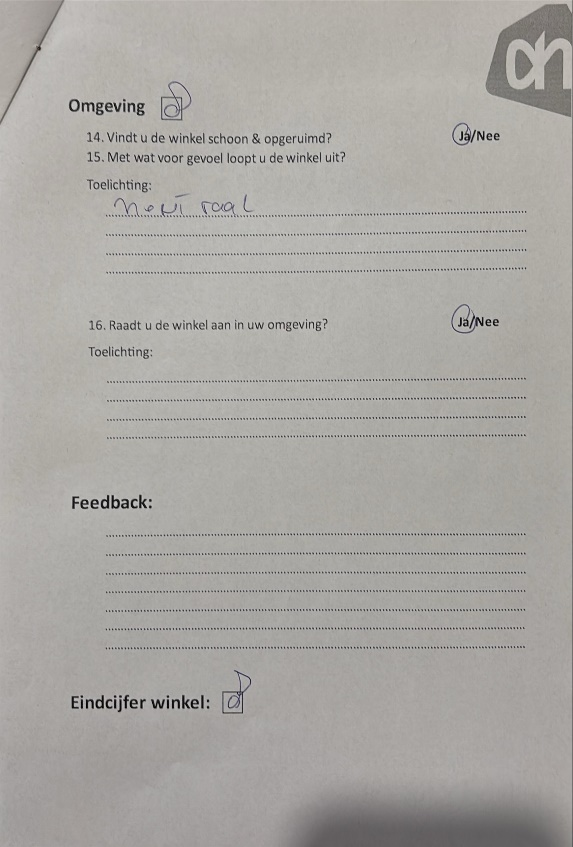 ah
Omgeving 8
14. Vindt u de winkel schoon & opgeruimd? Ja/Nee
15. Met wat voor gevoel loopt u de winkel uit?
Toelichting:
neutraal
16. Raadt u de winkel aan in uw omgeving? Ja/Nee
Toelichting:
Feedback:
Eindcijfer winkel: 8